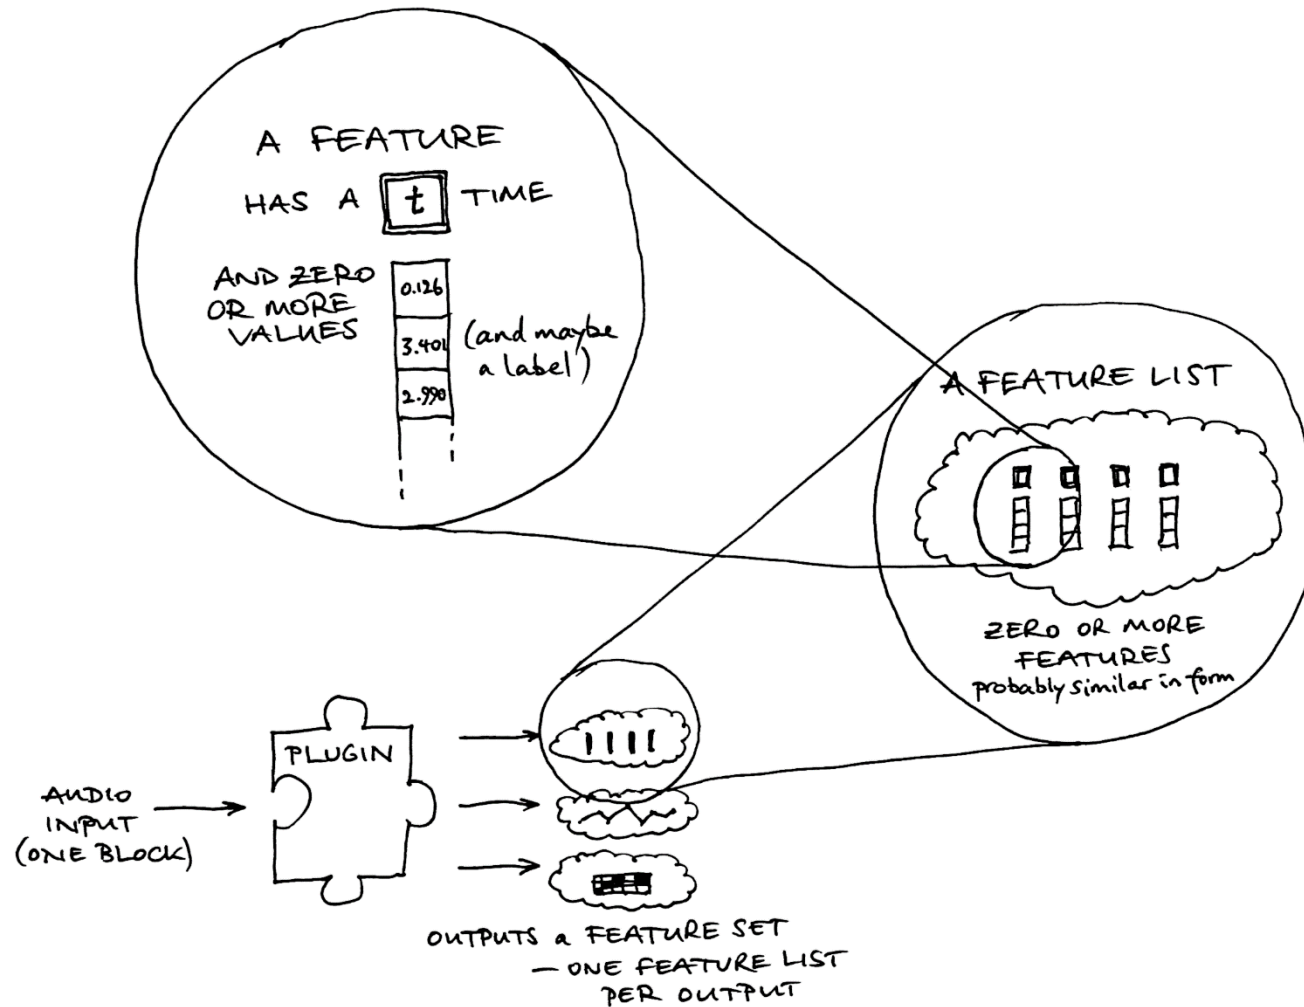 A FEATURE
HAS A t TIME
AND ZERO
OR MORE
VALUES
0.126
3.401
2.990
(and maybe
a label)
A FEATURE LIST
ZERO OR MORE
FEATURES
probably similar in form
PLUGIN
AUDIO
INPUT
(ONE BLOCK)
OUTPUTS a FEATURE SET
— ONE FEATURE LIST
PER OUTPUT